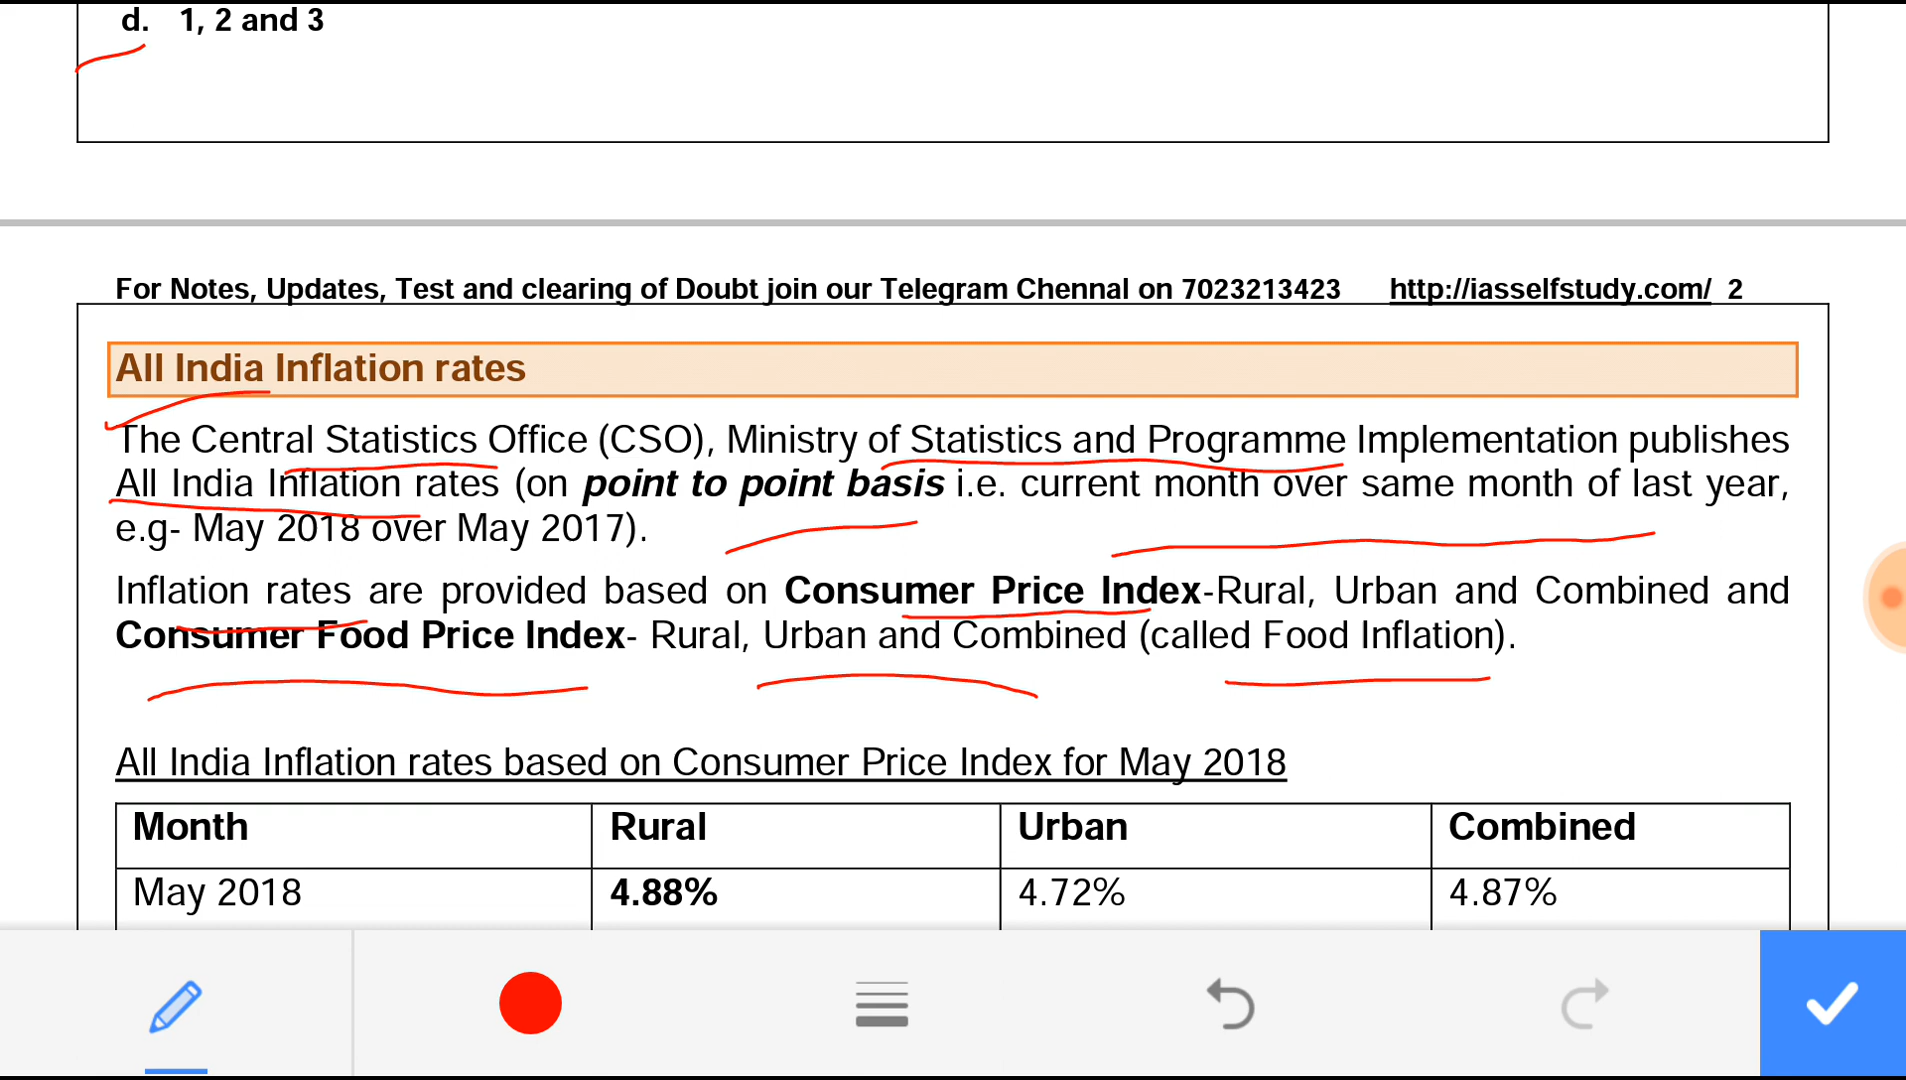 d. 1, 2 and 3
For Notes, Updates, Test and clearing of Doubt join our Telegram Chennal on 7023213423 http://iasselfstudy.com/ 2
All India Inflation rates
The Central Statistics Office (CSO), Ministry of Statistics and Programme Implementation publishes
All India Inflation rates (on point to point basis i.e. current month over same month of last year,
e.g- May 2018 over May 2017).
Inflation rates are provided based on Consumer Price Index-Rural, Urban and Combined and
Consumer Food Price Index- Rural, Urban and Combined (called Food Inflation).
All India Inflation rates based on Consumer Price Index for May 2018
Month Rural Urban Combined
May 2018 4.88% 4.72% 4.87%